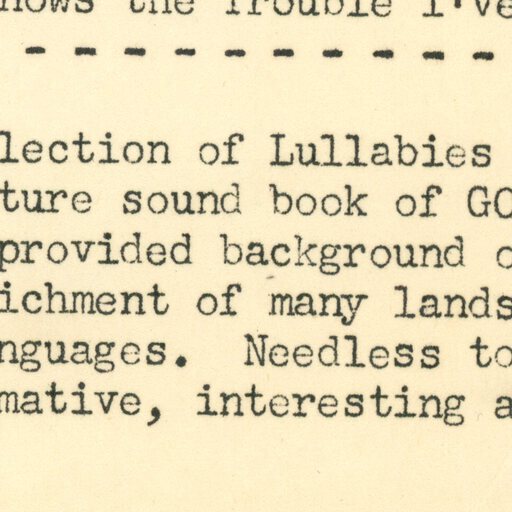 nows the Trouble I've
- - - - - - - - - -
lection of Lullabies
ture sound book of GO
provided background o
ichment of many lands
nguages.  Needless to
mative, interesting a